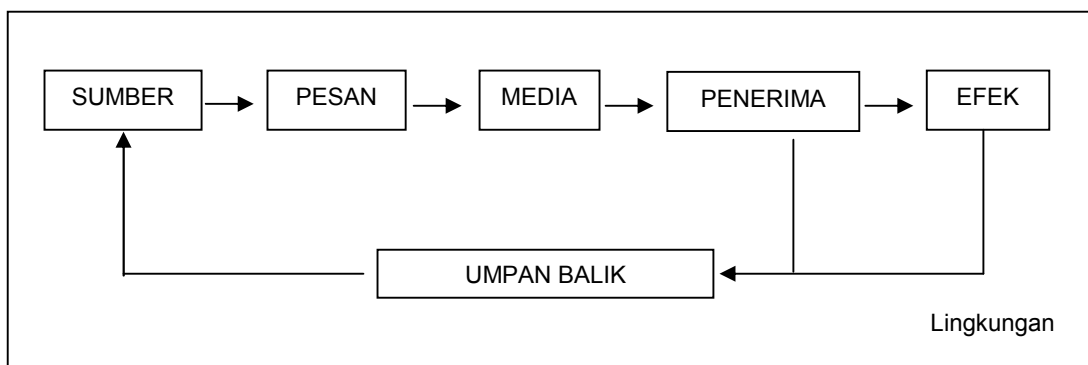 SUMBER
PESAN
MEDIA
PENERIMA
EFEK
UMPAN BALIK
Lingkungan